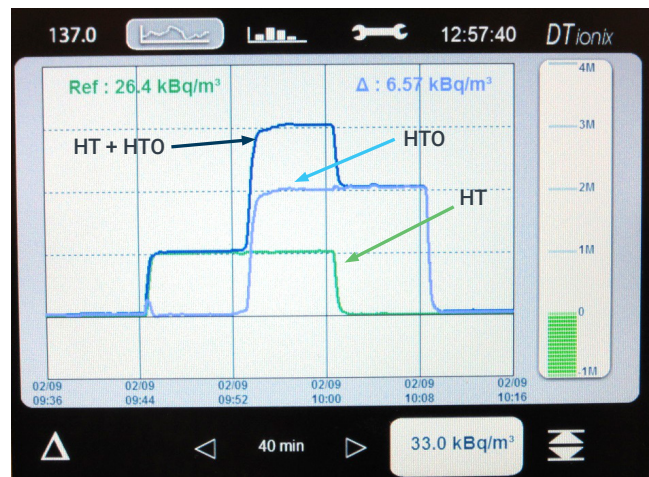 137.0
12:57:40
DTionix
Ref : 26.4 kBq/m³
Δ : 6.57 kBq/m³
HT + HTO
HTO
HT
4M
3M
2M
1M
0
-1M
02/09 02/09 02/09 02/09 02/09 02/09
09:36 09:44 09:52 10:00 10:08 10:16
Δ
40 min
33.0 kBq/m³